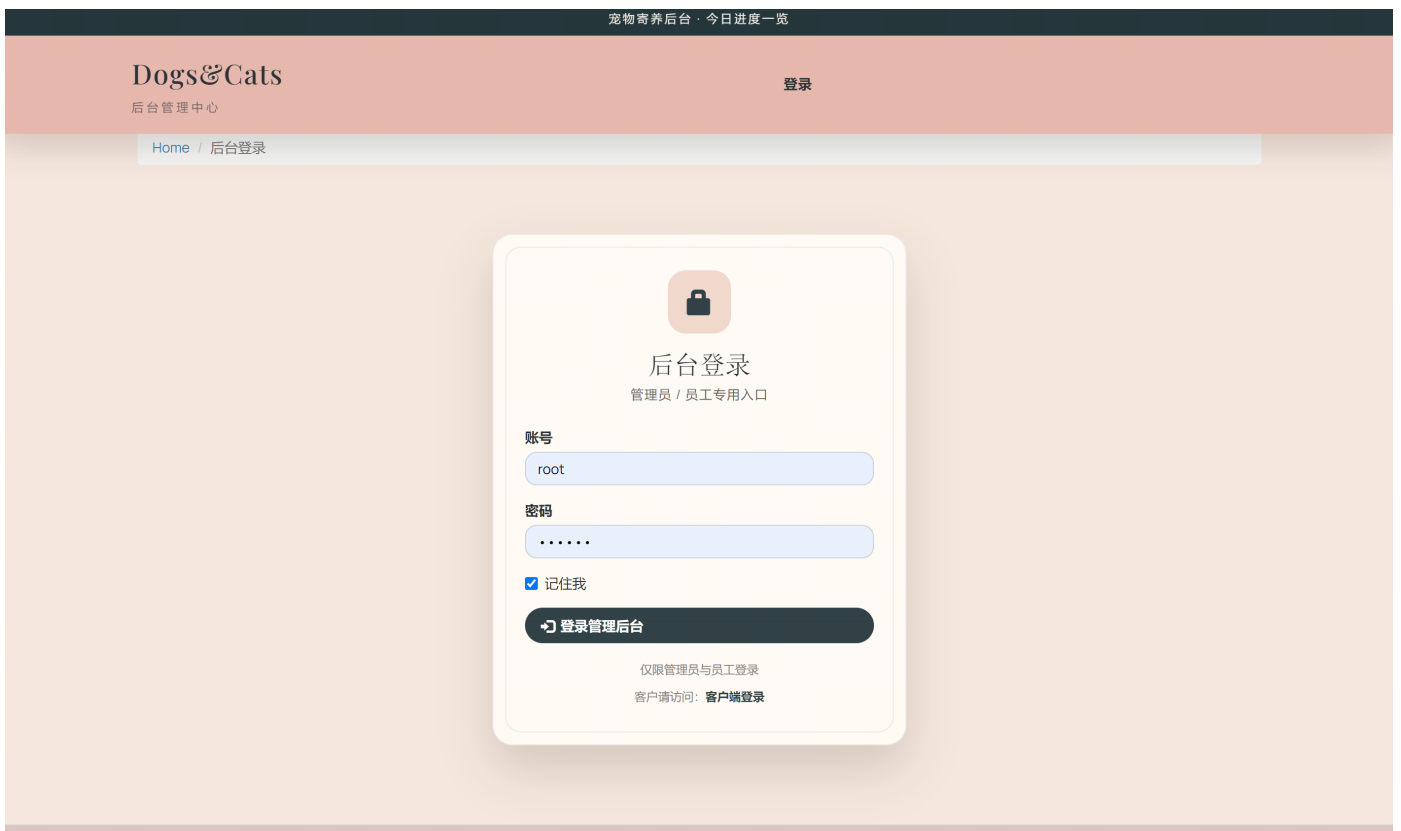 宠物寄养后台 · 今日进度一览
Dogs&Cats
后台管理中心
登录
Home / 后台登录
后台登录
管理员 / 员工专用入口
账号
root
密码
••••••
记住我
登录管理后台
仅限管理员与员工登录
客户请访问：客户端登录